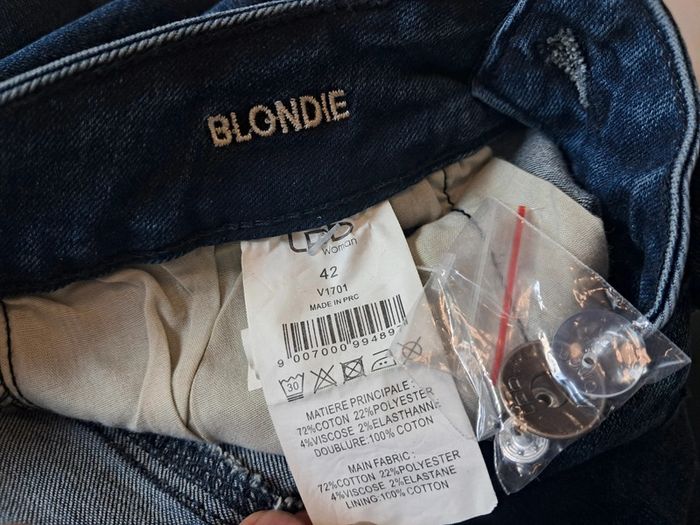 BLONDIE
Woman
42
V1701
MADE IN PRC
9 007000 99489
30
MATIERE PRINCIPALE :
72%COTON 22%POLYESTER
4%VISCOSE 2%ELASTHANNE
DOUBLURE:100% COTON
MAIN FABRIC :
72%COTTON 22%POLYESTER
4%VISCOSE 2%ELASTANE
LINING:100% COTTON